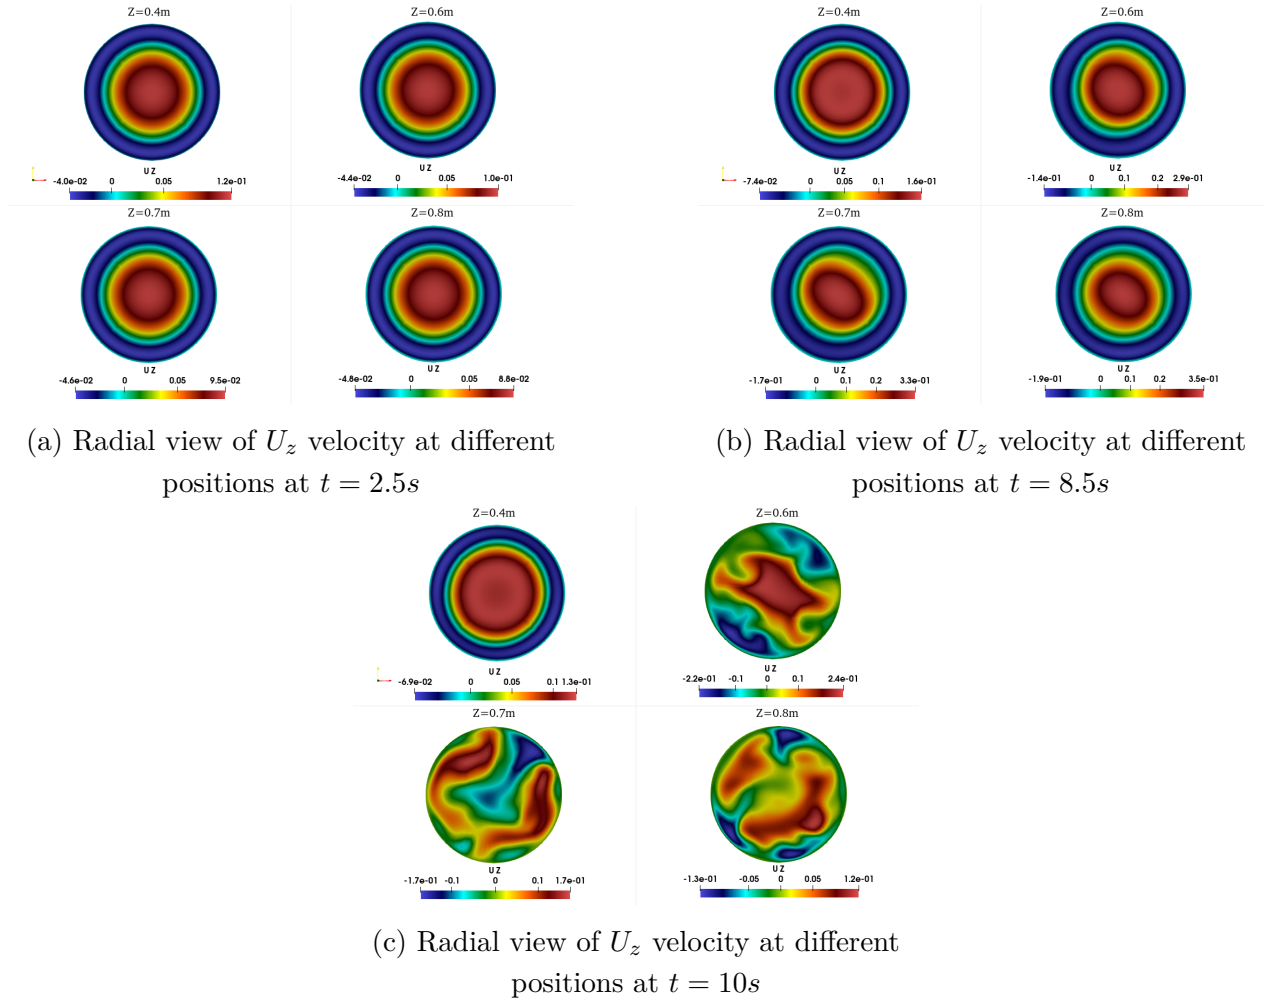 Z=0.4m
Z=0.6m
U Z
-4.0e-02 0 0.05 1.2e-01
U Z
-4.4e-02 0 0.05 1.0e-01
Z=0.7m
Z=0.8m
U Z
-4.6e-02 0 0.05 9.5e-02
U Z
-4.8e-02 0 0.05 8.8e-02
(a) Radial view of U_z velocity at different
positions at t = 2.5s
Z=0.4m
Z=0.6m
U Z
-7.4e-02 0 0.05 0.1 1.6e-01
U Z
-1.4e-01 0 0.1 0.2 2.9e-01
Z=0.7m
Z=0.8m
U Z
-1.7e-01 0 0.1 0.2 3.3e-01
U Z
-1.9e-01 0 0.1 0.2 3.5e-01
(b) Radial view of U_z velocity at different
positions at t = 8.5s
Z=0.4m
Z=0.6m
U Z
-6.9e-02 0 0.05 0.1 1.3e-01
U Z
-2.2e-01 -0.1 0 0.1 2.4e-01
Z=0.7m
Z=0.8m
U Z
-1.7e-01 -0.1 0 0.1 1.7e-01
U Z
-1.3e-01 -0.05 0 0.05 1.2e-01
(c) Radial view of U_z velocity at different
positions at t = 10s